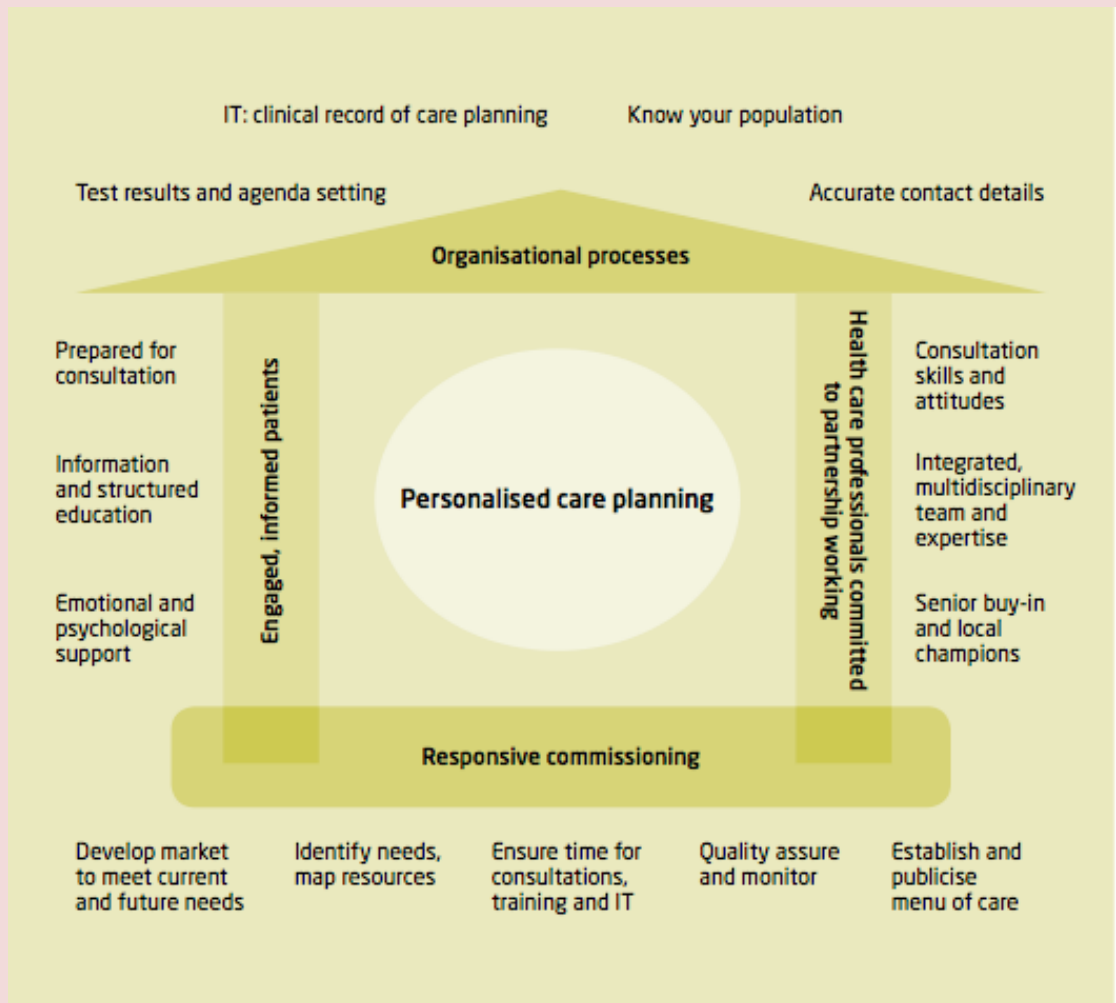 IT: clinical record of care planning
Know your population
Test results and agenda setting
Accurate contact details
Organisational processes
Prepared for
consultation
Information
and structured
education
Emotional and
psychological
support
Engaged, informed patients
Personalised care planning
Health care professionals committed
to partnership working
Consultation
skills and
attitudes
Integrated,
multidisciplinary
team and
expertise
Senior buy-in
and local
champions
Responsive commissioning
Develop market
to meet current
and future needs
Identify needs,
map resources
Ensure time for
consultations,
training and IT
Quality assure
and monitor
Establish and
publicise
menu of care